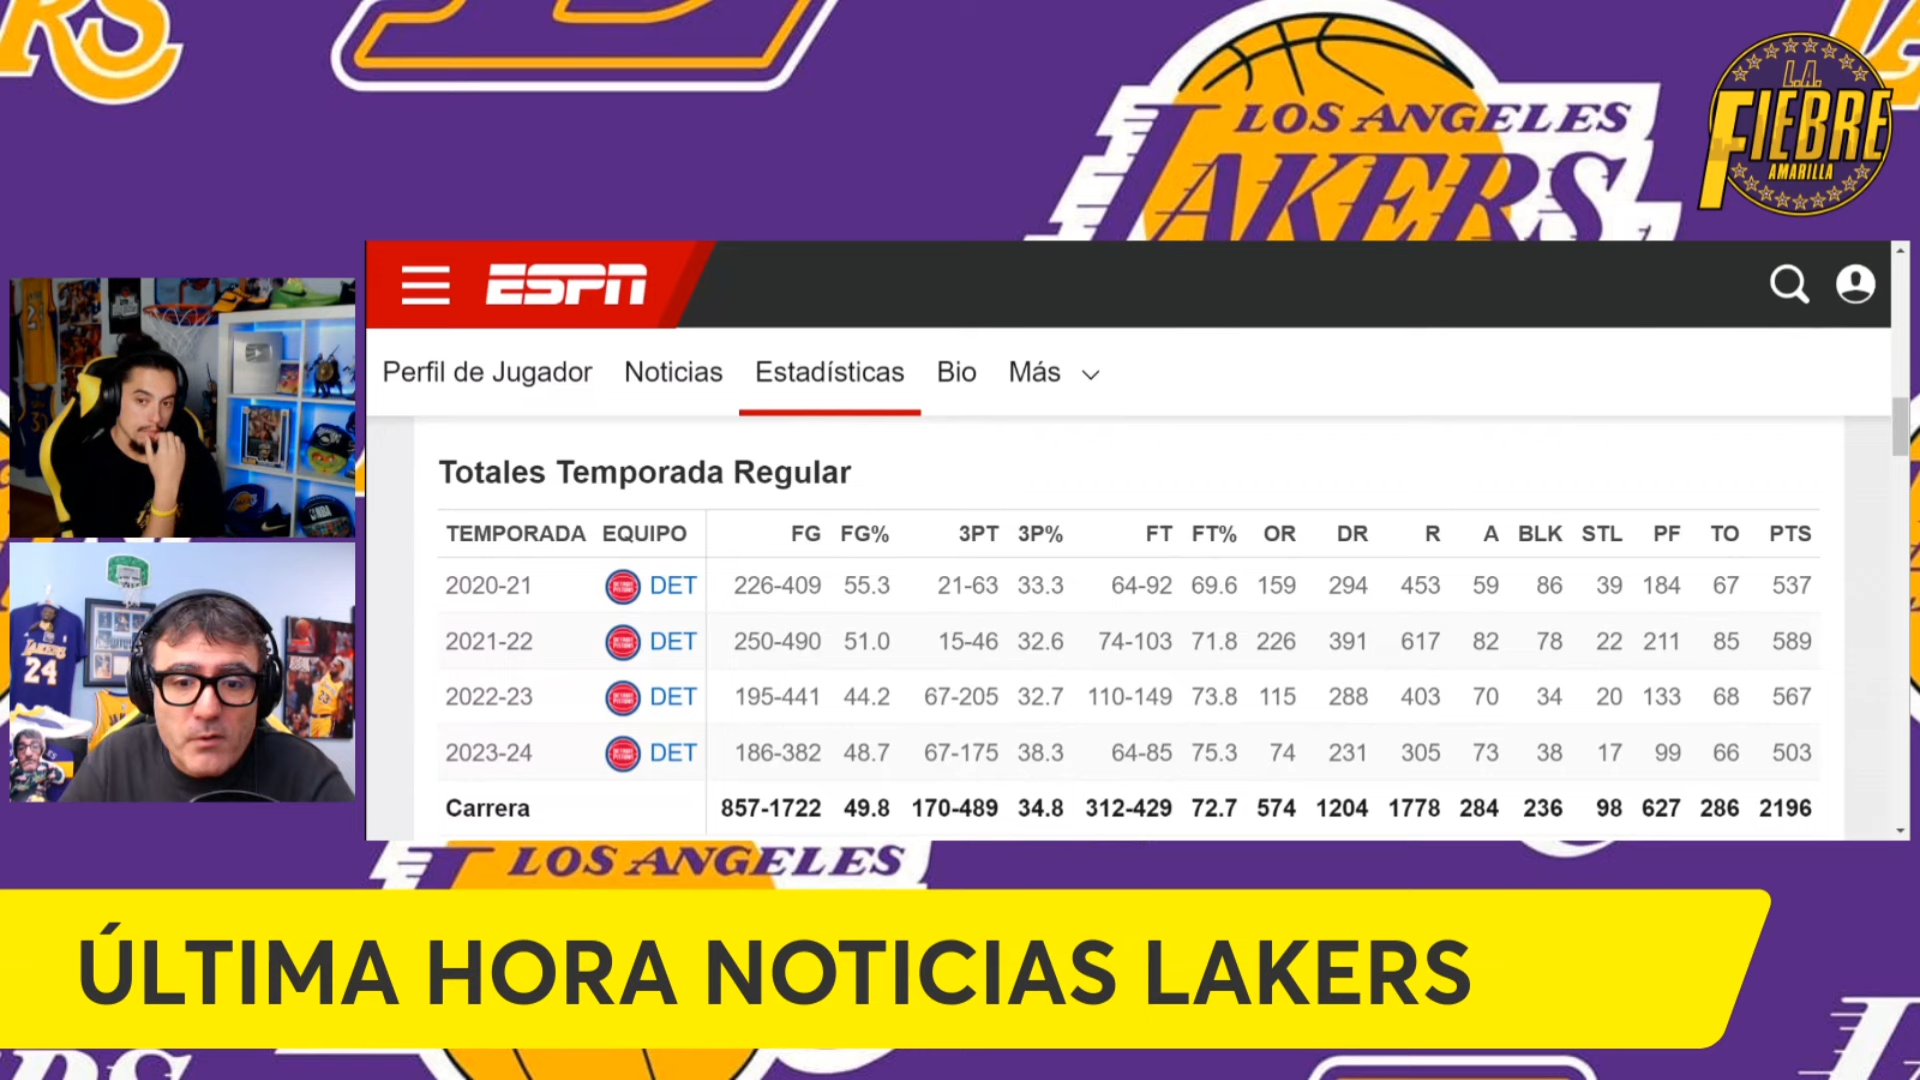 LOS ANGELES
LAKERS
L.A.
FIEBRE
AMARILLA
ESPN
Perfil de Jugador Noticias Estadísticas Bio Más
Totales Temporada Regular
TEMPORADA EQUIPO FG FG% 3PT 3P% FT FT% OR DR R A BLK STL PF TO PTS
2020-21 DET 226-409 55.3 21-63 33.3 64-92 69.6 159 294 453 59 86 39 184 67 537
2021-22 DET 250-490 51.0 15-46 32.6 74-103 71.8 226 391 617 82 78 22 211 85 589
2022-23 DET 195-441 44.2 67-205 32.7 110-149 73.8 115 288 403 70 34 20 133 68 567
2023-24 DET 186-382 48.7 67-175 38.3 64-85 75.3 74 231 305 73 38 17 99 66 503
Carrera 857-1722 49.8 170-489 34.8 312-429 72.7 574 1204 1778 284 236 98 627 286 2196
LAKERS
24
LOS ANGELES
ÚLTIMA HORA NOTICIAS LAKERS